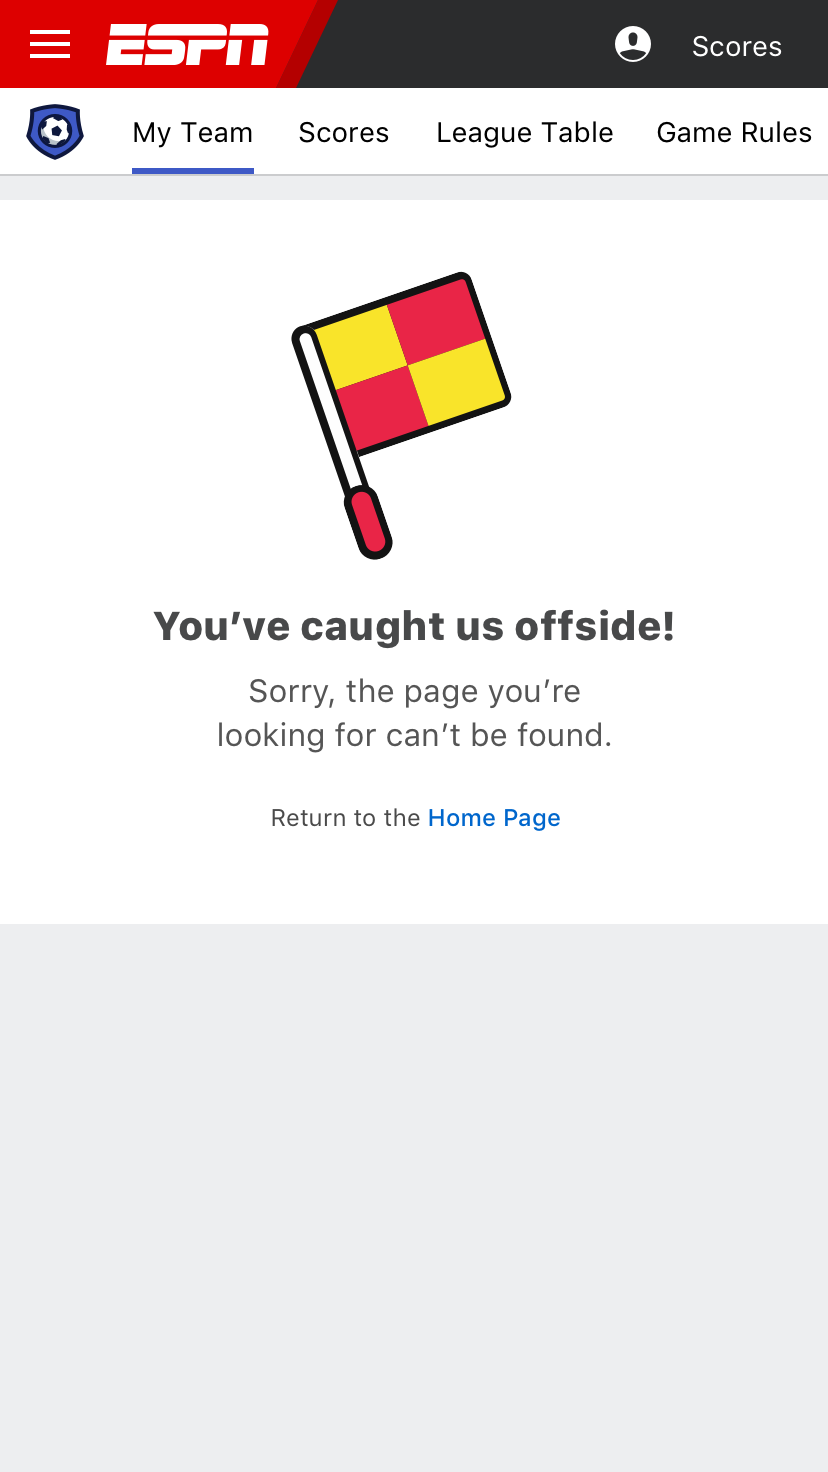 ESPN
Scores
My Team Scores League Table Game Rules
You’ve caught us offside!
Sorry, the page you’re
looking for can’t be found.
Return to the Home Page